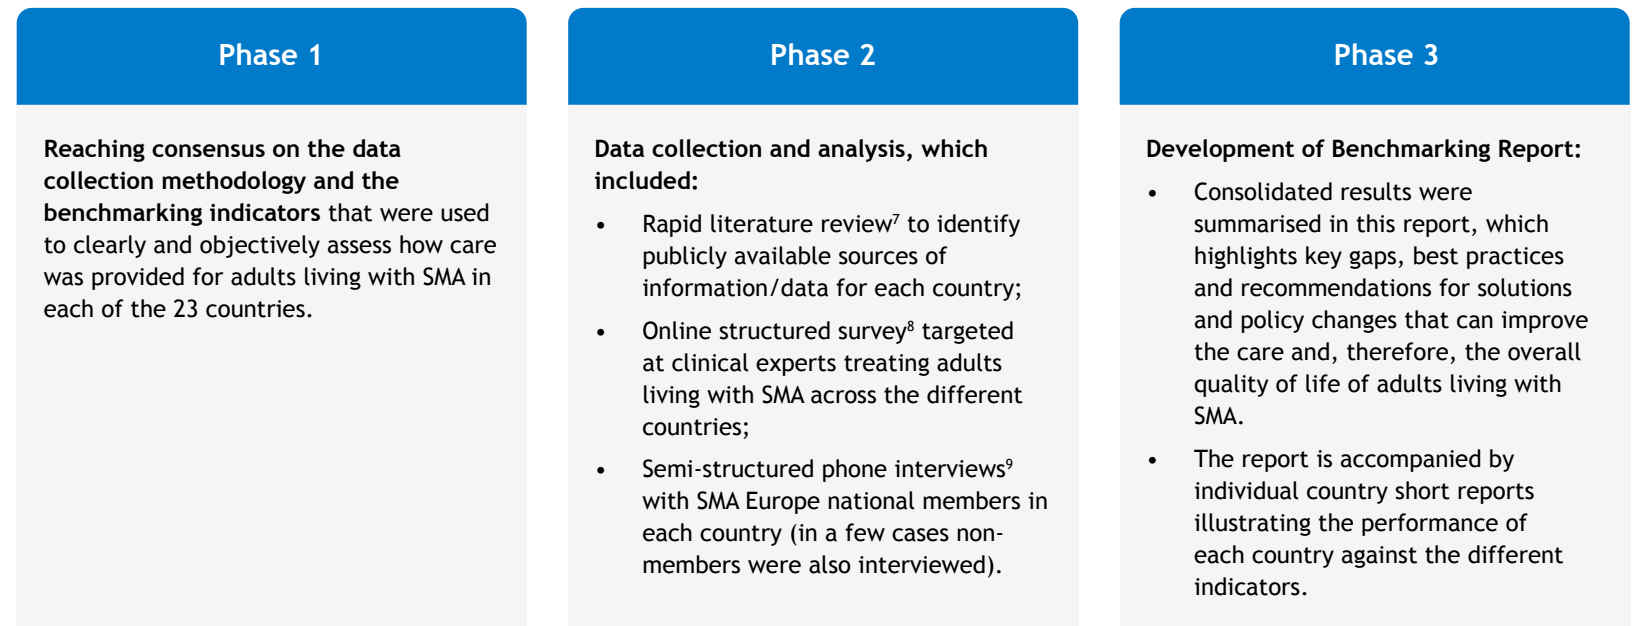 Phase 1
Reaching consensus on the data
collection methodology and the
benchmarking indicators that were used
to clearly and objectively assess how care
was provided for adults living with SMA in
each of the 23 countries.
Phase 2
Data collection and analysis, which
included:
• Rapid literature review⁷ to identify
publicly available sources of
information/data for each country;
• Online structured survey⁸ targeted
at clinical experts treating adults
living with SMA across the different
countries;
• Semi-structured phone interviews⁹
with SMA Europe national members in
each country (in a few cases non-
members were also interviewed).
Phase 3
Development of Benchmarking Report:
• Consolidated results were
summarised in this report, which
highlights key gaps, best practices
and recommendations for solutions
and policy changes that can improve
the care and, therefore, the overall
quality of life of adults living with
SMA.
• The report is accompanied by
individual country short reports
illustrating the performance of
each country against the different
indicators.